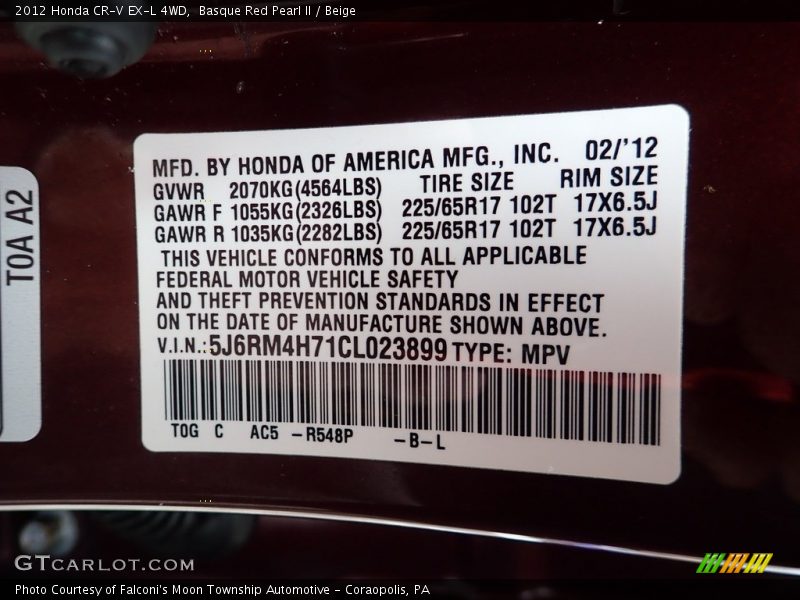 2012 Honda CR-V EX-L 4WD,  Basque Red Pearl II / Beige
MFD. BY HONDA OF AMERICA MFG., INC. 02/'12
GVWR 2070KG(4564LBS) TIRE SIZE RIM SIZE
GAWR F 1055KG(2326LBS) 225/65R17 102T 17X6.5J
GAWR R 1035KG(2282LBS) 225/65R17 102T 17X6.5J
THIS VEHICLE CONFORMS TO ALL APPLICABLE
FEDERAL MOTOR VEHICLE SAFETY
AND THEFT PREVENTION STANDARDS IN EFFECT
ON THE DATE OF MANUFACTURE SHOWN ABOVE.
V.I.N.:5J6RM4H71CL023899 TYPE: MPV
T0G C AC5 -R548P -B-L
T0A A2
GTCARLOT.COM
Photo Courtesy of Falconi's Moon Township Automotive - Coraopolis, PA